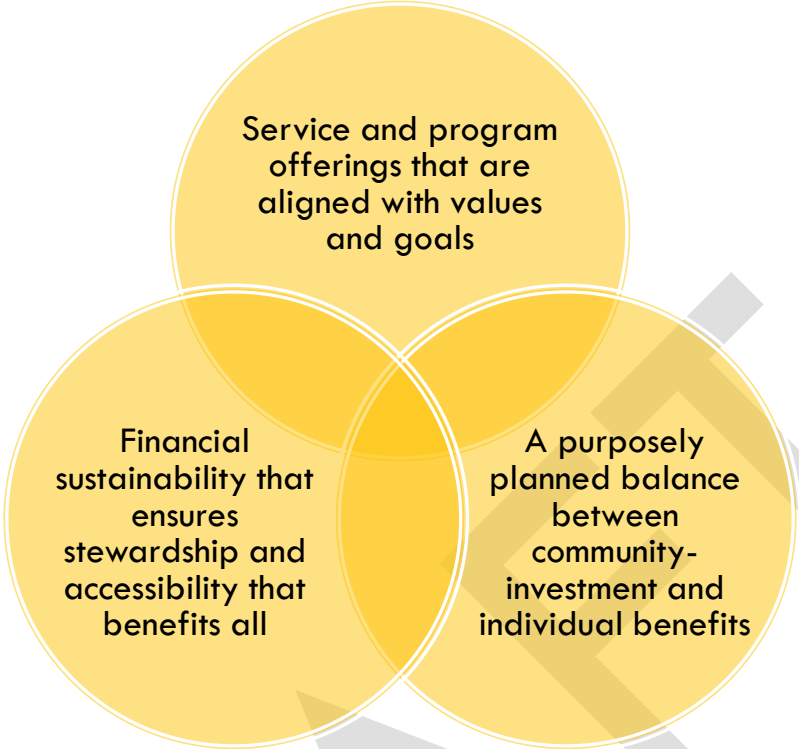 Service and program
offerings that are
aligned with values
and goals
Financial
sustainability that
ensures
stewardship and
accessibility that
benefits all
A purposely
planned balance
between
community-
investment and
individual benefits